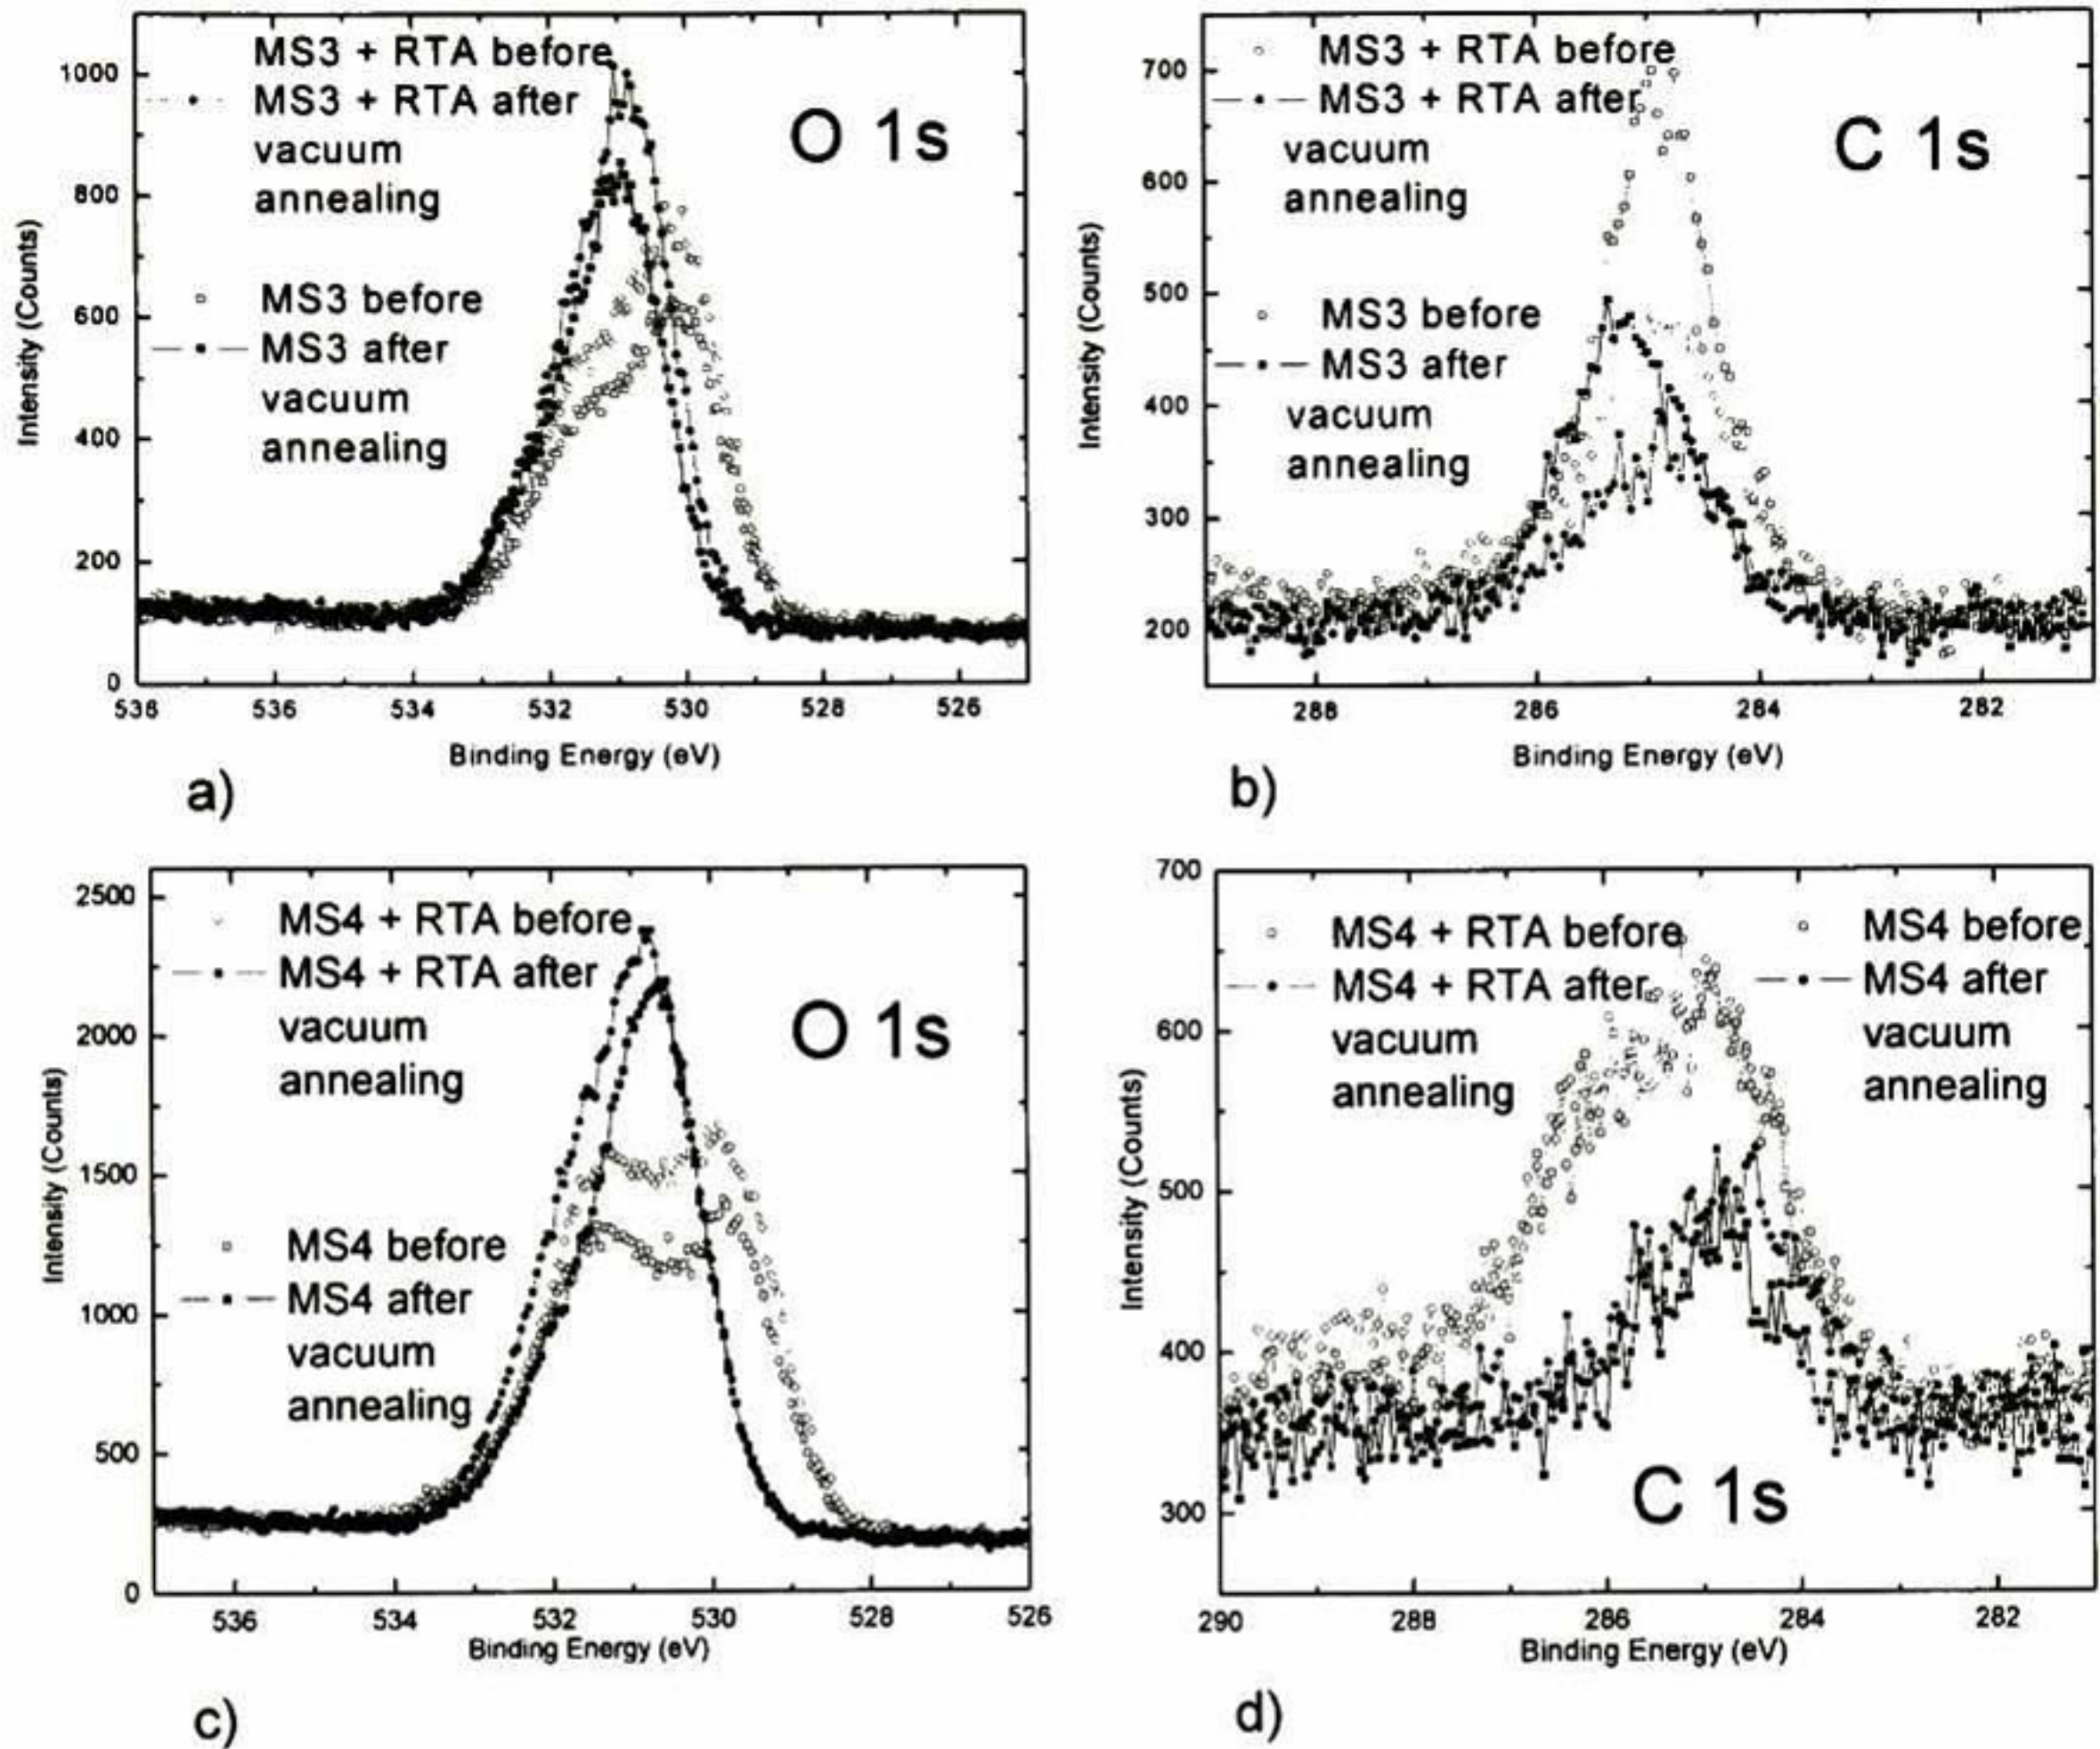 MS3 + RTA before
MS3 + RTA after
vacuum
annealing
O 1s
MS3 before
MS3 after
vacuum
annealing
Intensity (Counts)
1000
800
600
400
200
0
538
536
534
532
530
528
526
Binding Energy (eV)
a)
MS3 + RTA before
MS3 + RTA after
vacuum
annealing
C 1s
MS3 before
MS3 after
vacuum
annealing
Intensity (Counts)
700
600
500
400
300
200
288
286
284
282
Binding Energy (eV)
b)
MS4 + RTA before
MS4 + RTA after
vacuum
annealing
O 1s
MS4 before
MS4 after
vacuum
annealing
Intensity (Counts)
2500
2000
1500
1000
500
0
536
534
532
530
528
526
Binding Energy (eV)
c)
MS4 + RTA before
MS4 + RTA after
vacuum
annealing
MS4 before
MS4 after
vacuum
annealing
C 1s
Intensity (Counts)
700
600
500
400
300
290
288
286
284
282
Binding Energy (eV)
d)